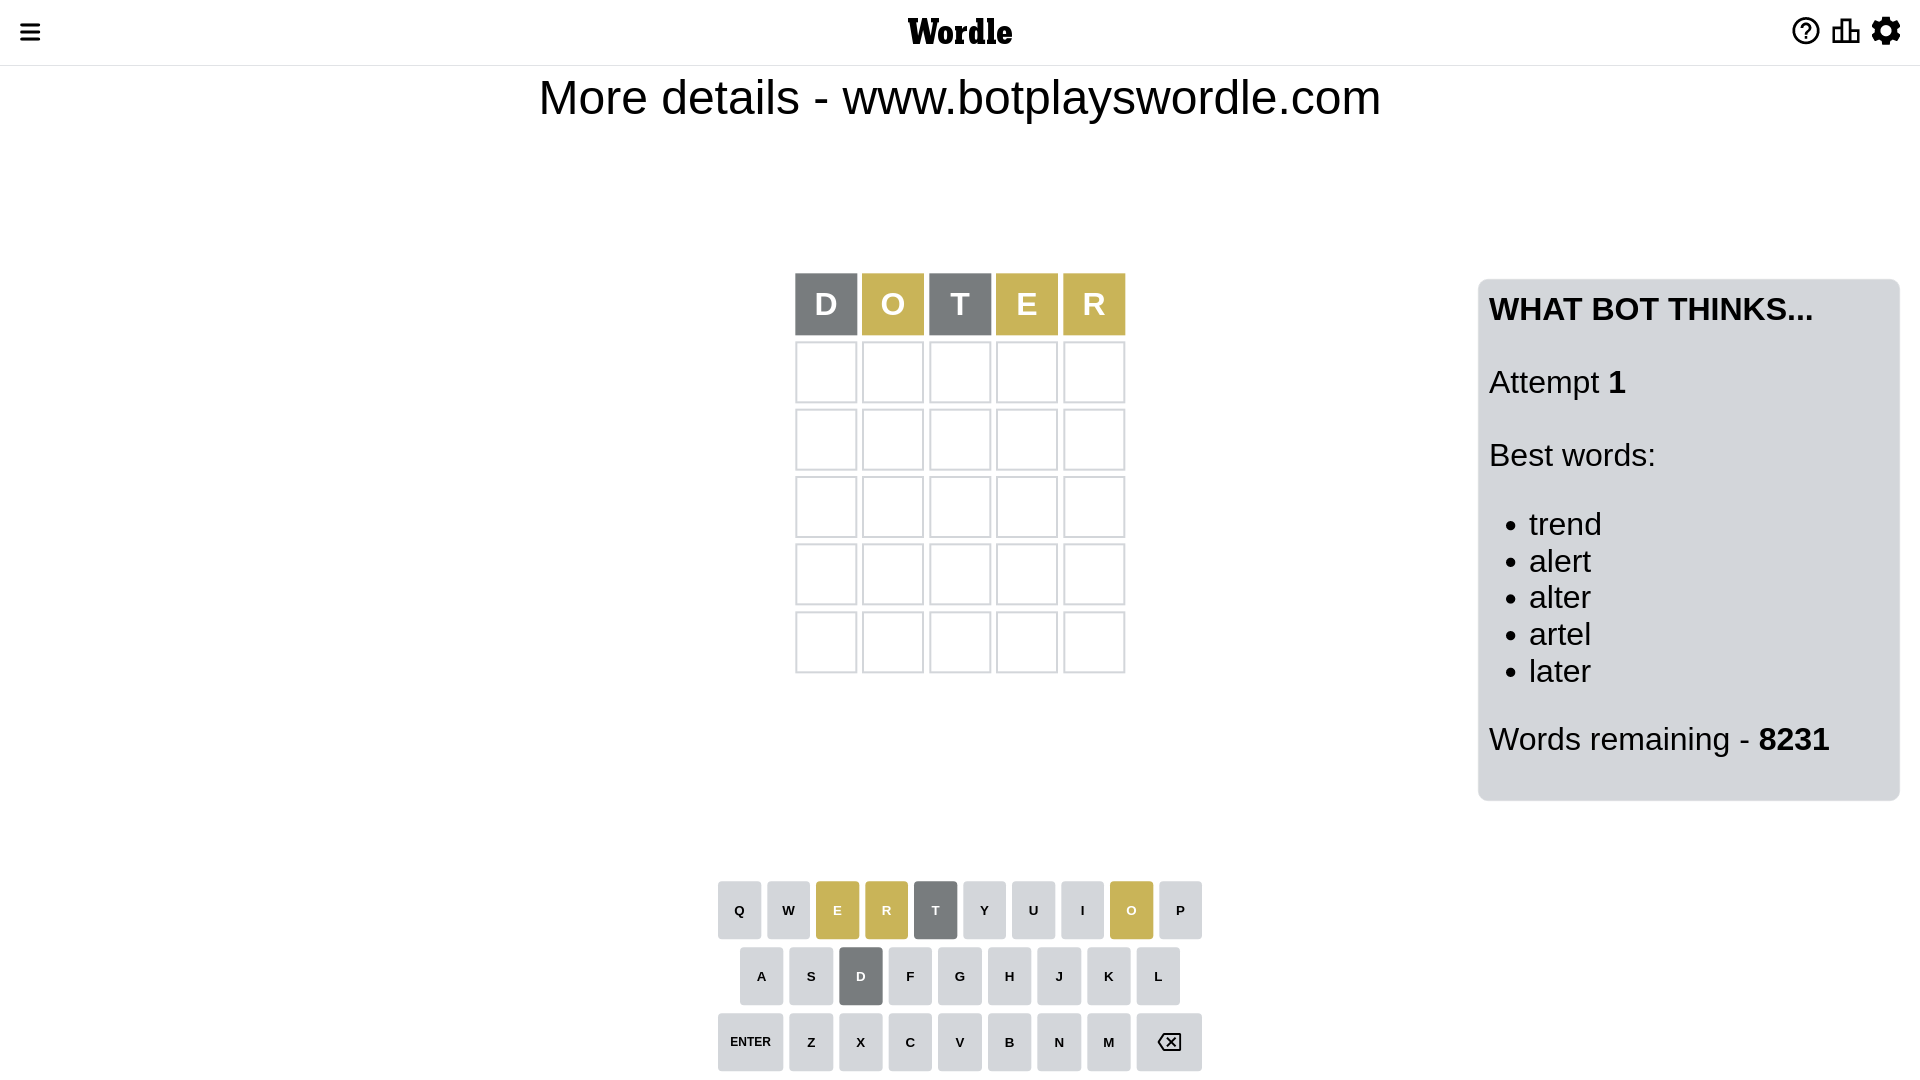 Wordle
More details - www.botplayswordle.com
D O T E R
WHAT BOT THINKS...
Attempt 1
Best words:
• trend
• alert
• alter
• artel
• later
Words remaining - 8231
Q W E R T Y U I O P
A S D F G H J K L
ENTER Z X C V B N M